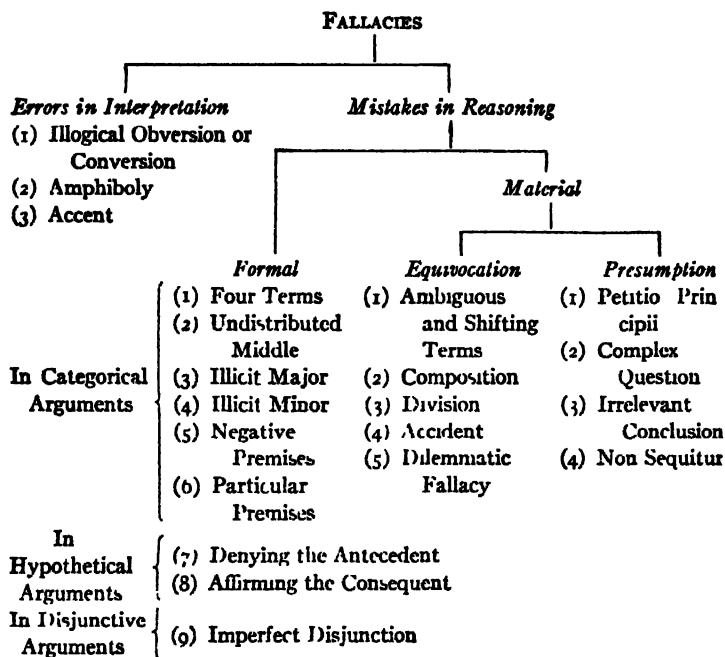 FALLACIES
Errors in Interpretation
(1) Illogical Obversion or
Conversion
(2) Amphiboly
(3) Accent
Mistakes in Reasoning
Material
Formal
(1) Four Terms
(2) Undistributed
Middle
(3) Illicit Major
(4) Illicit Minor
(5) Negative
Premises
(6) Particular
Premises
Equivocation
(1) Ambiguous
and Shifting
Terms
(2) Composition
(3) Division
(4) Accident
(5) Dilemmatic
Fallacy
Presumption
(1) Petitio Prin
cipii
(2) Complex
Question
(3) Irrelevant
Conclusion
(4) Non Sequitur
In Categorical
Arguments
In
Hypothetical
Arguments
(7) Denying the Antecedent
(8) Affirming the Consequent
In Disjunctive
Arguments
(9) Imperfect Disjunction